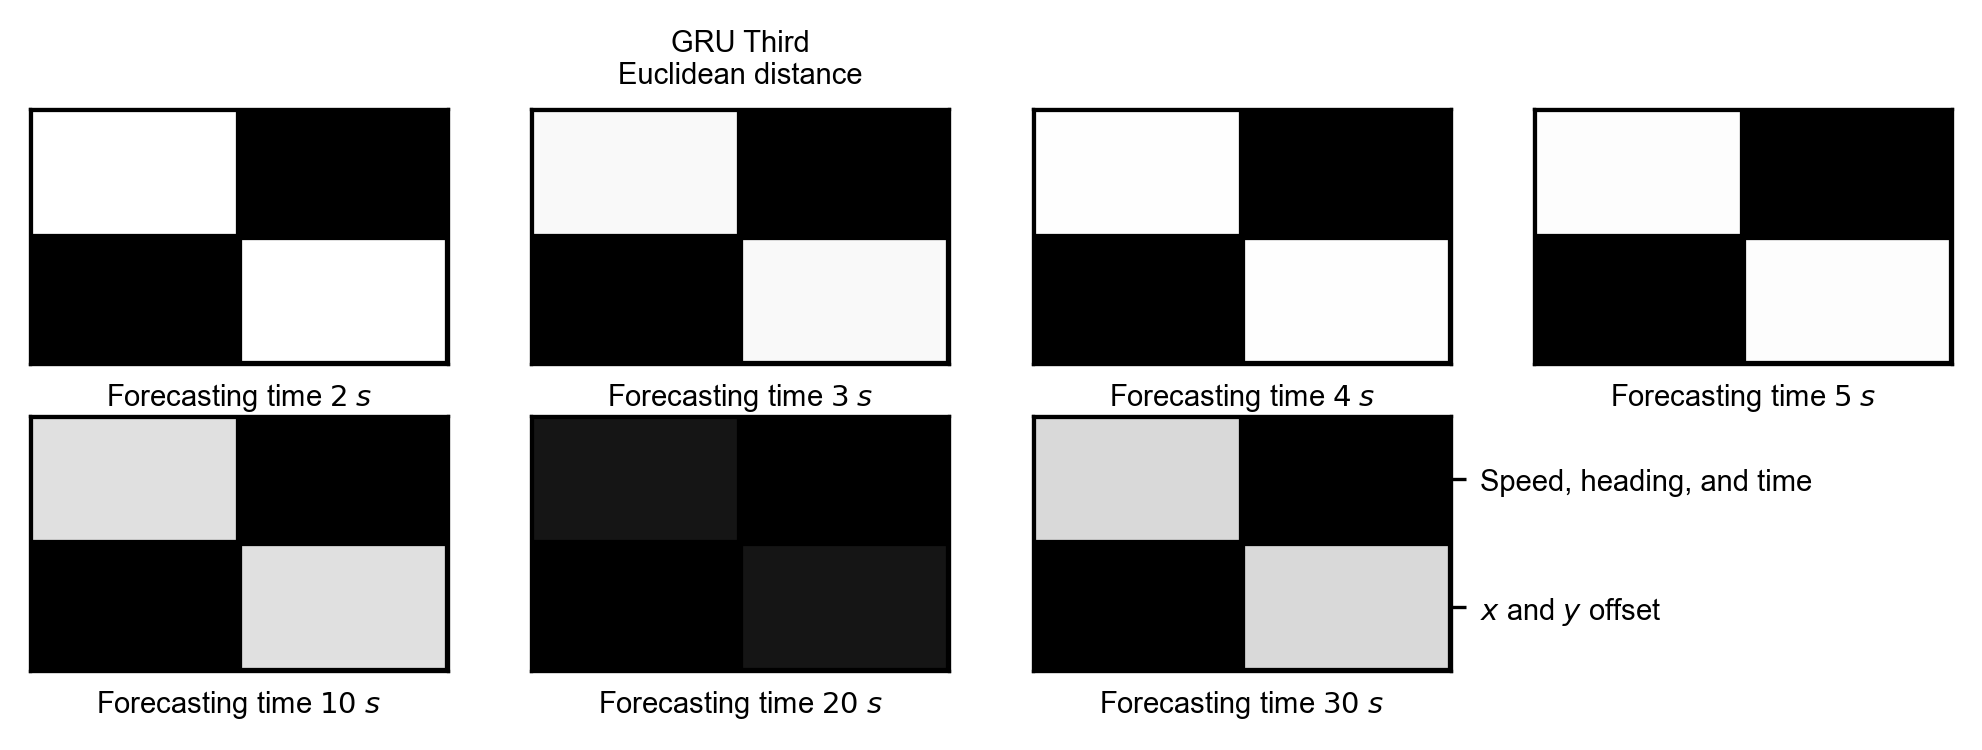 GRU Third
Euclidean distance
Forecasting time 2 s
Forecasting time 3 s
Forecasting time 4 s
Forecasting time 5 s
Speed, heading, and time
x and y offset
Forecasting time 10 s
Forecasting time 20 s
Forecasting time 30 s